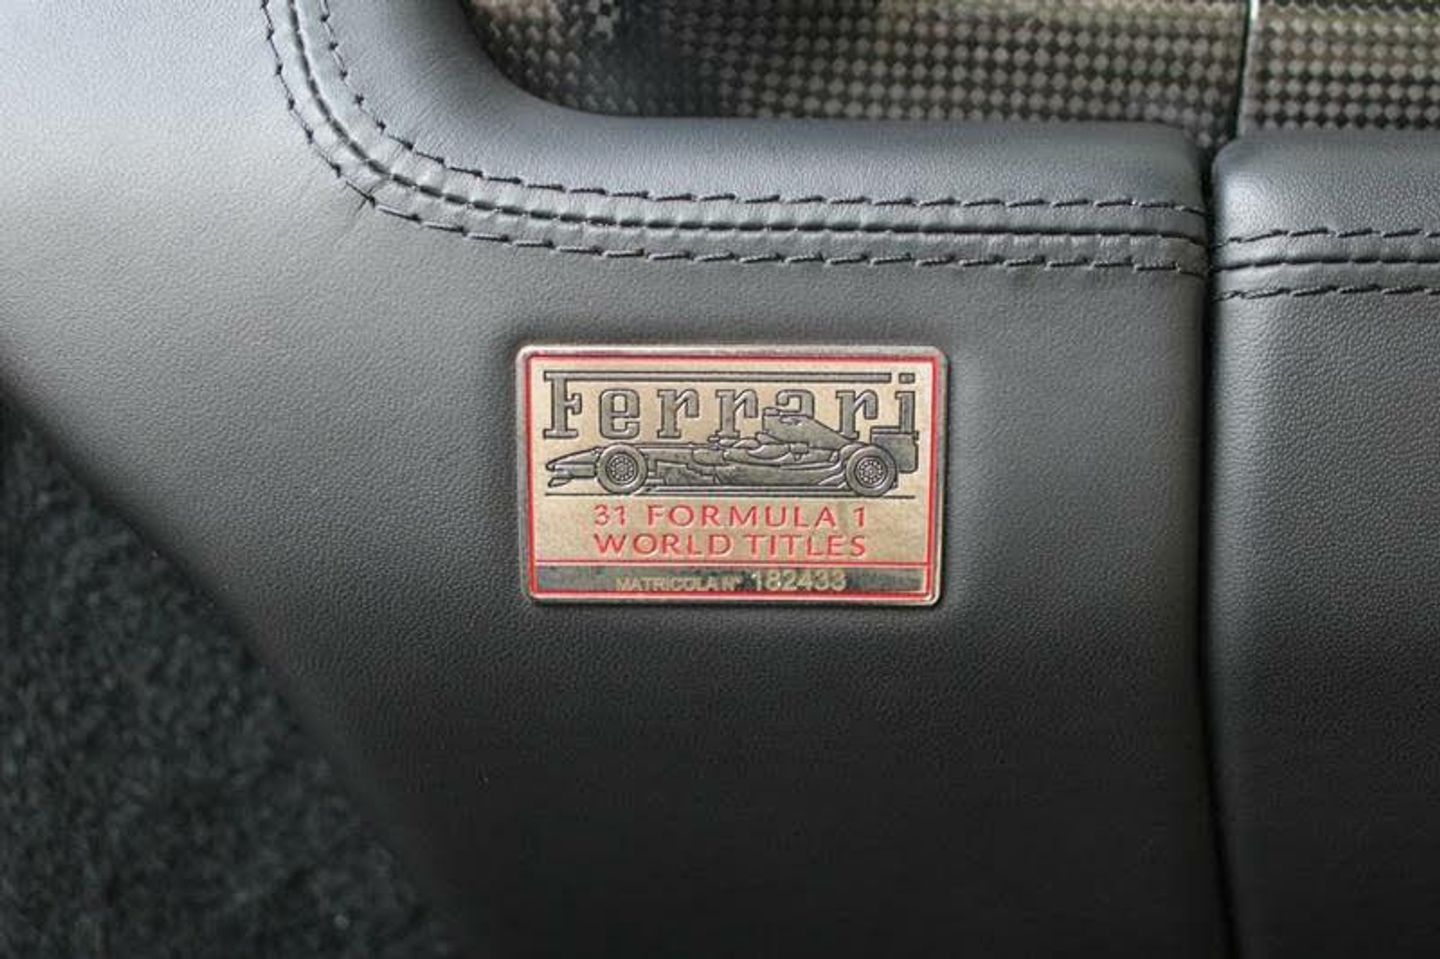 Ferrari
31 FORMULA 1
WORLD TITLES
MATRICOLA N° 182433